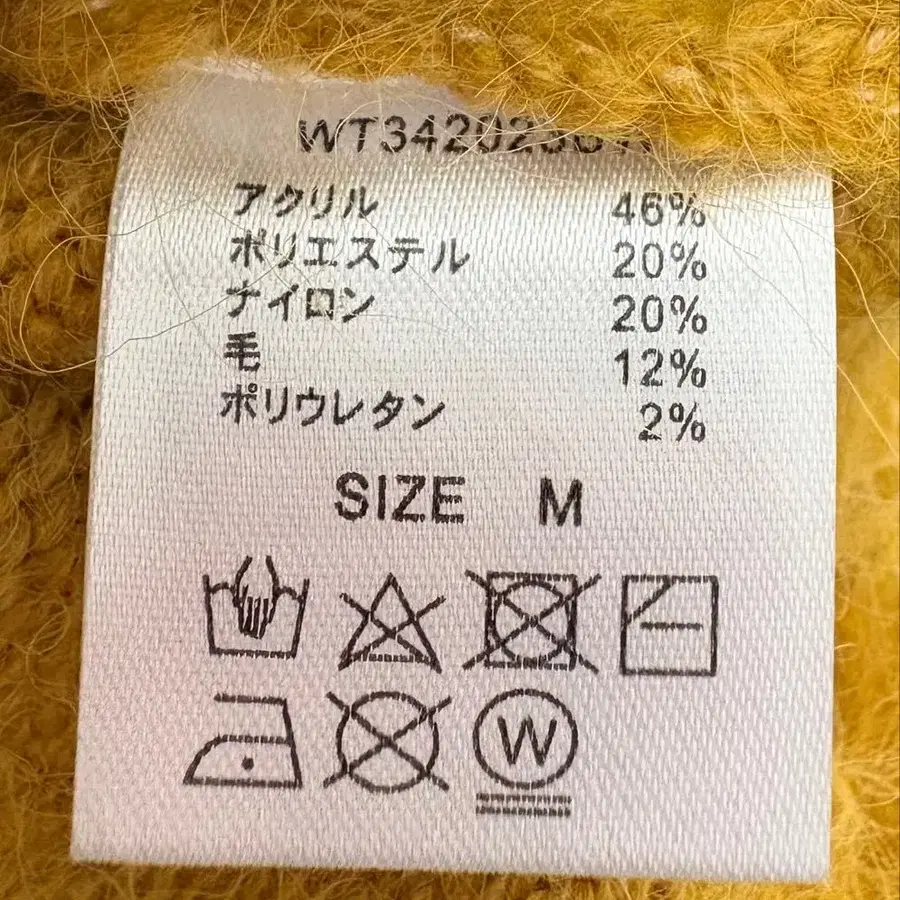 アクリル 46%
ポリエステル 20%
ナイロン 20%
毛 12%
ポリウレタン 2%
SIZE M
W